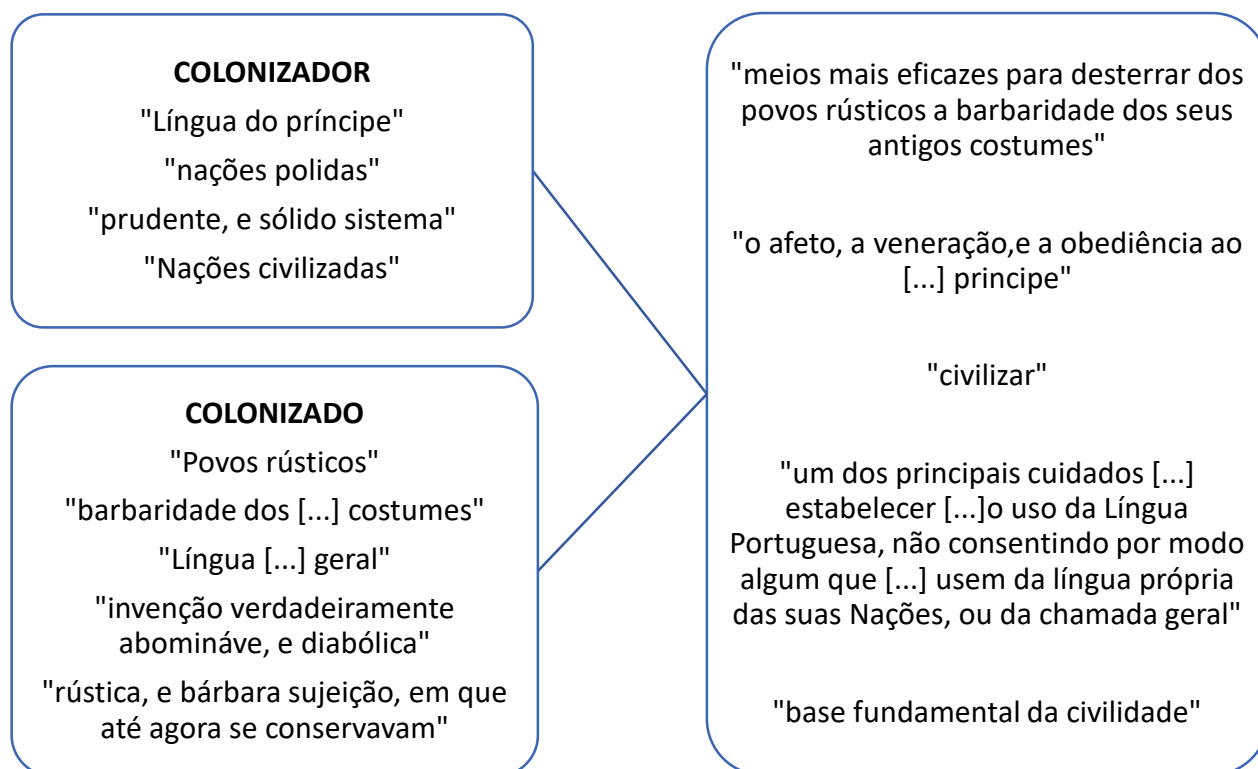 COLONIZADOR
"Língua do príncipe"
"nações polidas"
"prudente, e sólido sistema"
"Nações civilizadas"
COLONIZADO
"Povos rústicos"
"barbaridade dos [...] costumes"
"Língua [...] geral"
"invenção verdadeiramente
abomináve, e diabólica"
"rústica, e bárbara sujeição, em que
até agora se conservavam"
"meios mais eficazes para desterrar dos
povos rústicos a barbaridade dos seus
antigos costumes"
"o afeto, a veneração,e a obediência ao
[...] principe"
"civilizar"
"um dos principais cuidados [...]
estabelecer [...]o uso da Língua
Portuguesa, não consentindo por modo
algum que [...] usem da língua própria
das suas Nações, ou da chamada geral"
"base fundamental da civilidade"